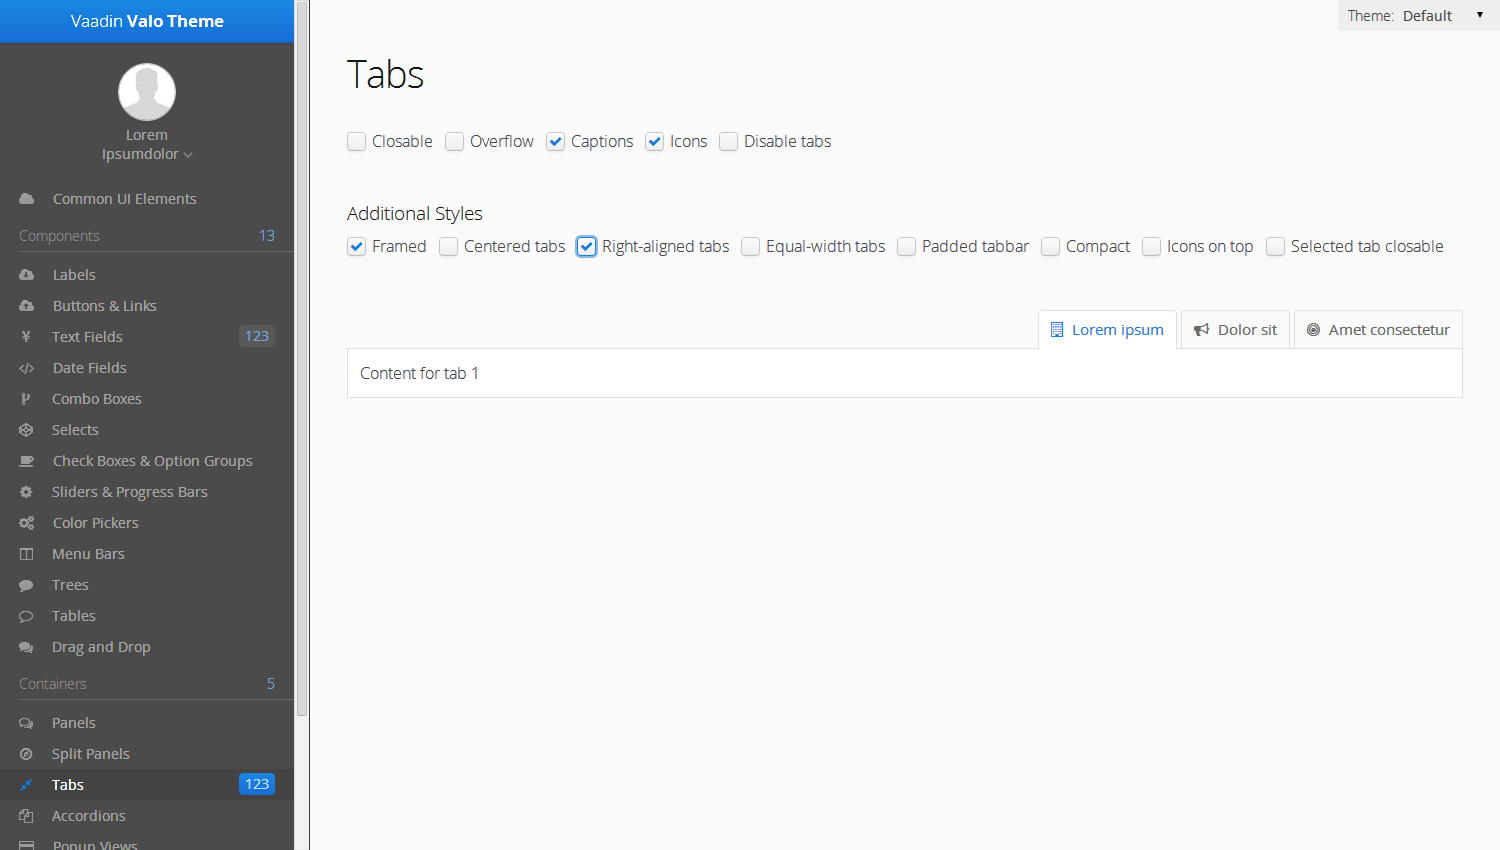 Vaadin Valo Theme
Lorem
Ipsumdolor
Common UI Elements
Components 13
Labels
Buttons & Links
Text Fields 123
Date Fields
Combo Boxes
Selects
Check Boxes & Option Groups
Sliders & Progress Bars
Color Pickers
Menu Bars
Trees
Tables
Drag and Drop
Containers 5
Panels
Split Panels
Tabs 123
Accordions
Popup Views
Theme: Default
Tabs
Closable Overflow Captions Icons Disable tabs
Additional Styles
Framed Centered tabs Right-aligned tabs Equal-width tabs Padded tabbar Compact Icons on top Selected tab closable
Lorem ipsum Dolor sit Amet consectetur
Content for tab 1